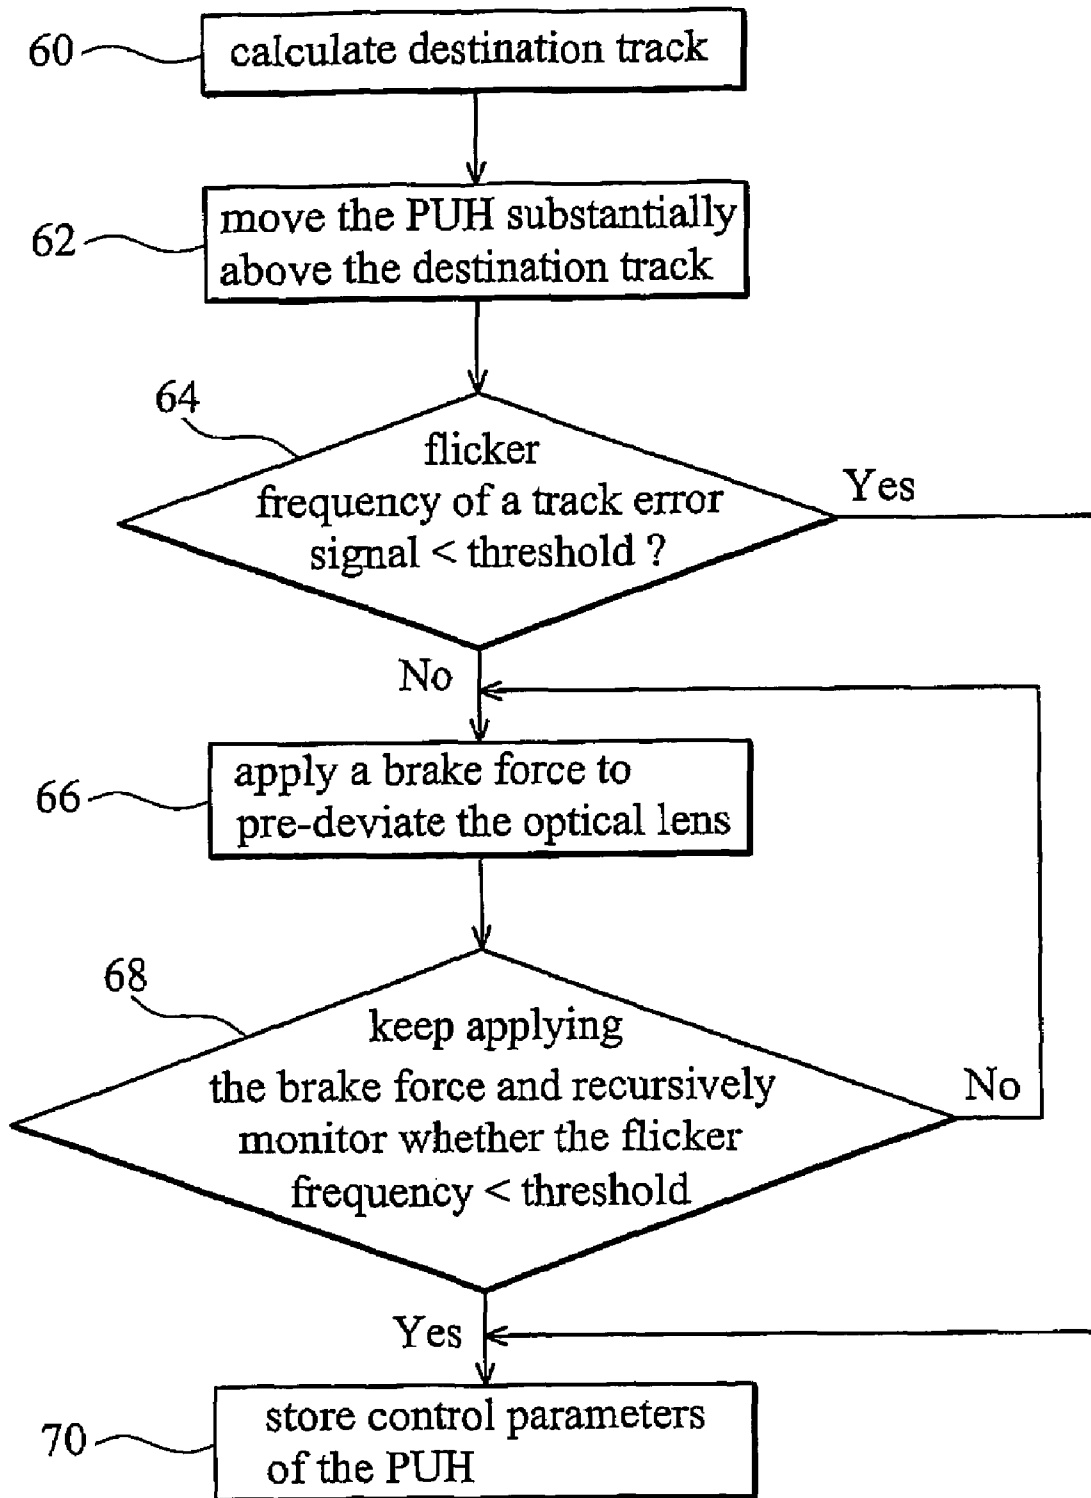 60
calculate destination track
62
move the PUH substantially
above the destination track
64
flicker
frequency of a track error
signal < threshold ?
Yes
No
66
apply a brake force to
pre-deviate the optical lens
68
keep applying
the brake force and recursively
monitor whether the flicker
frequency < threshold
No
Yes
70
store control parameters
of the PUH